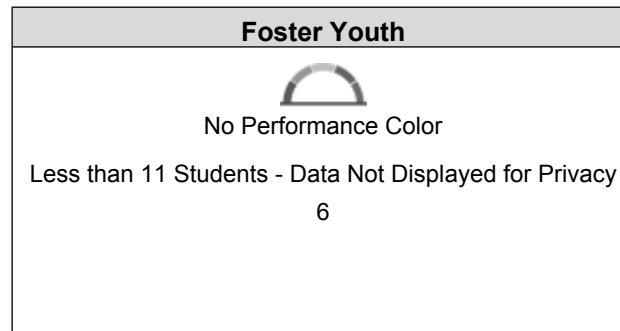 Foster Youth
No Performance Color
Less than 11 Students - Data Not Displayed for Privacy
6